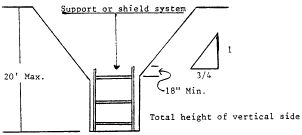 Support or shield system
1
20' Max.
3/4
18" Min.
Total height of vertical side